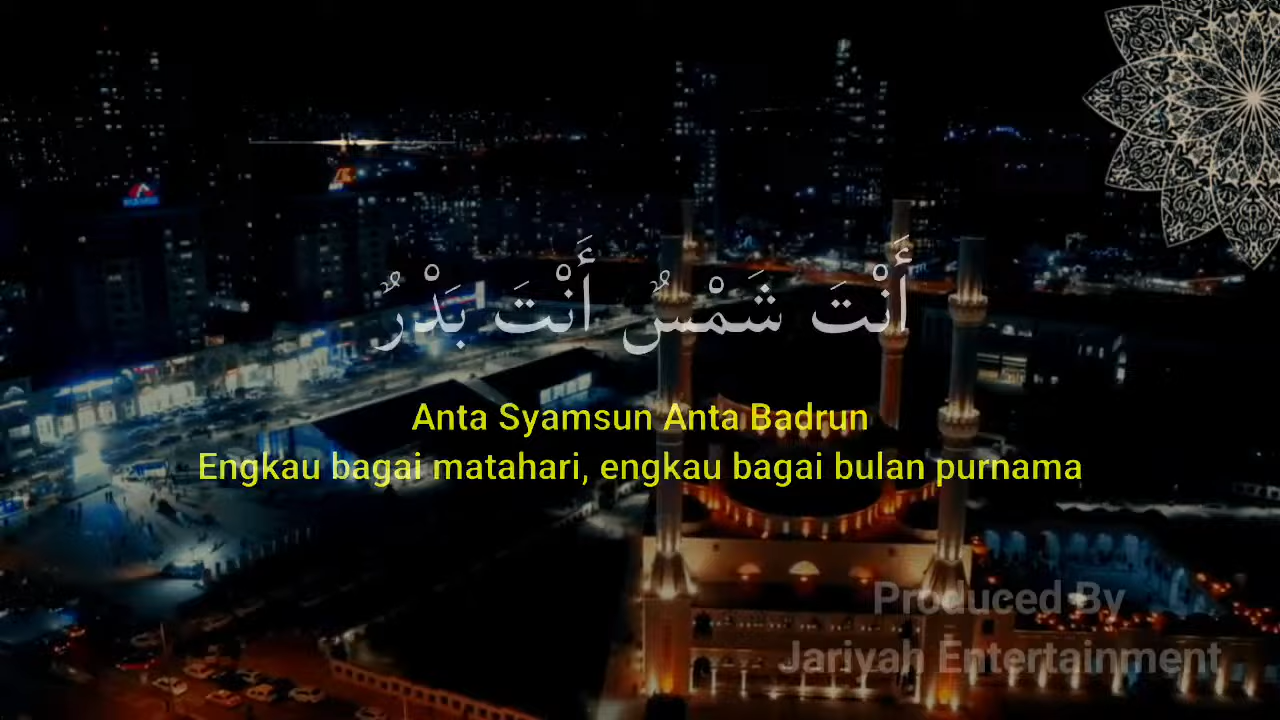 أَنْتَ شَمْسٌ أَنْتَ بَدْرٌ
Anta Syamsun Anta Badrun
Engkau bagai matahari, engkau bagai bulan purnama
Produced By
Jariyah Entertainment